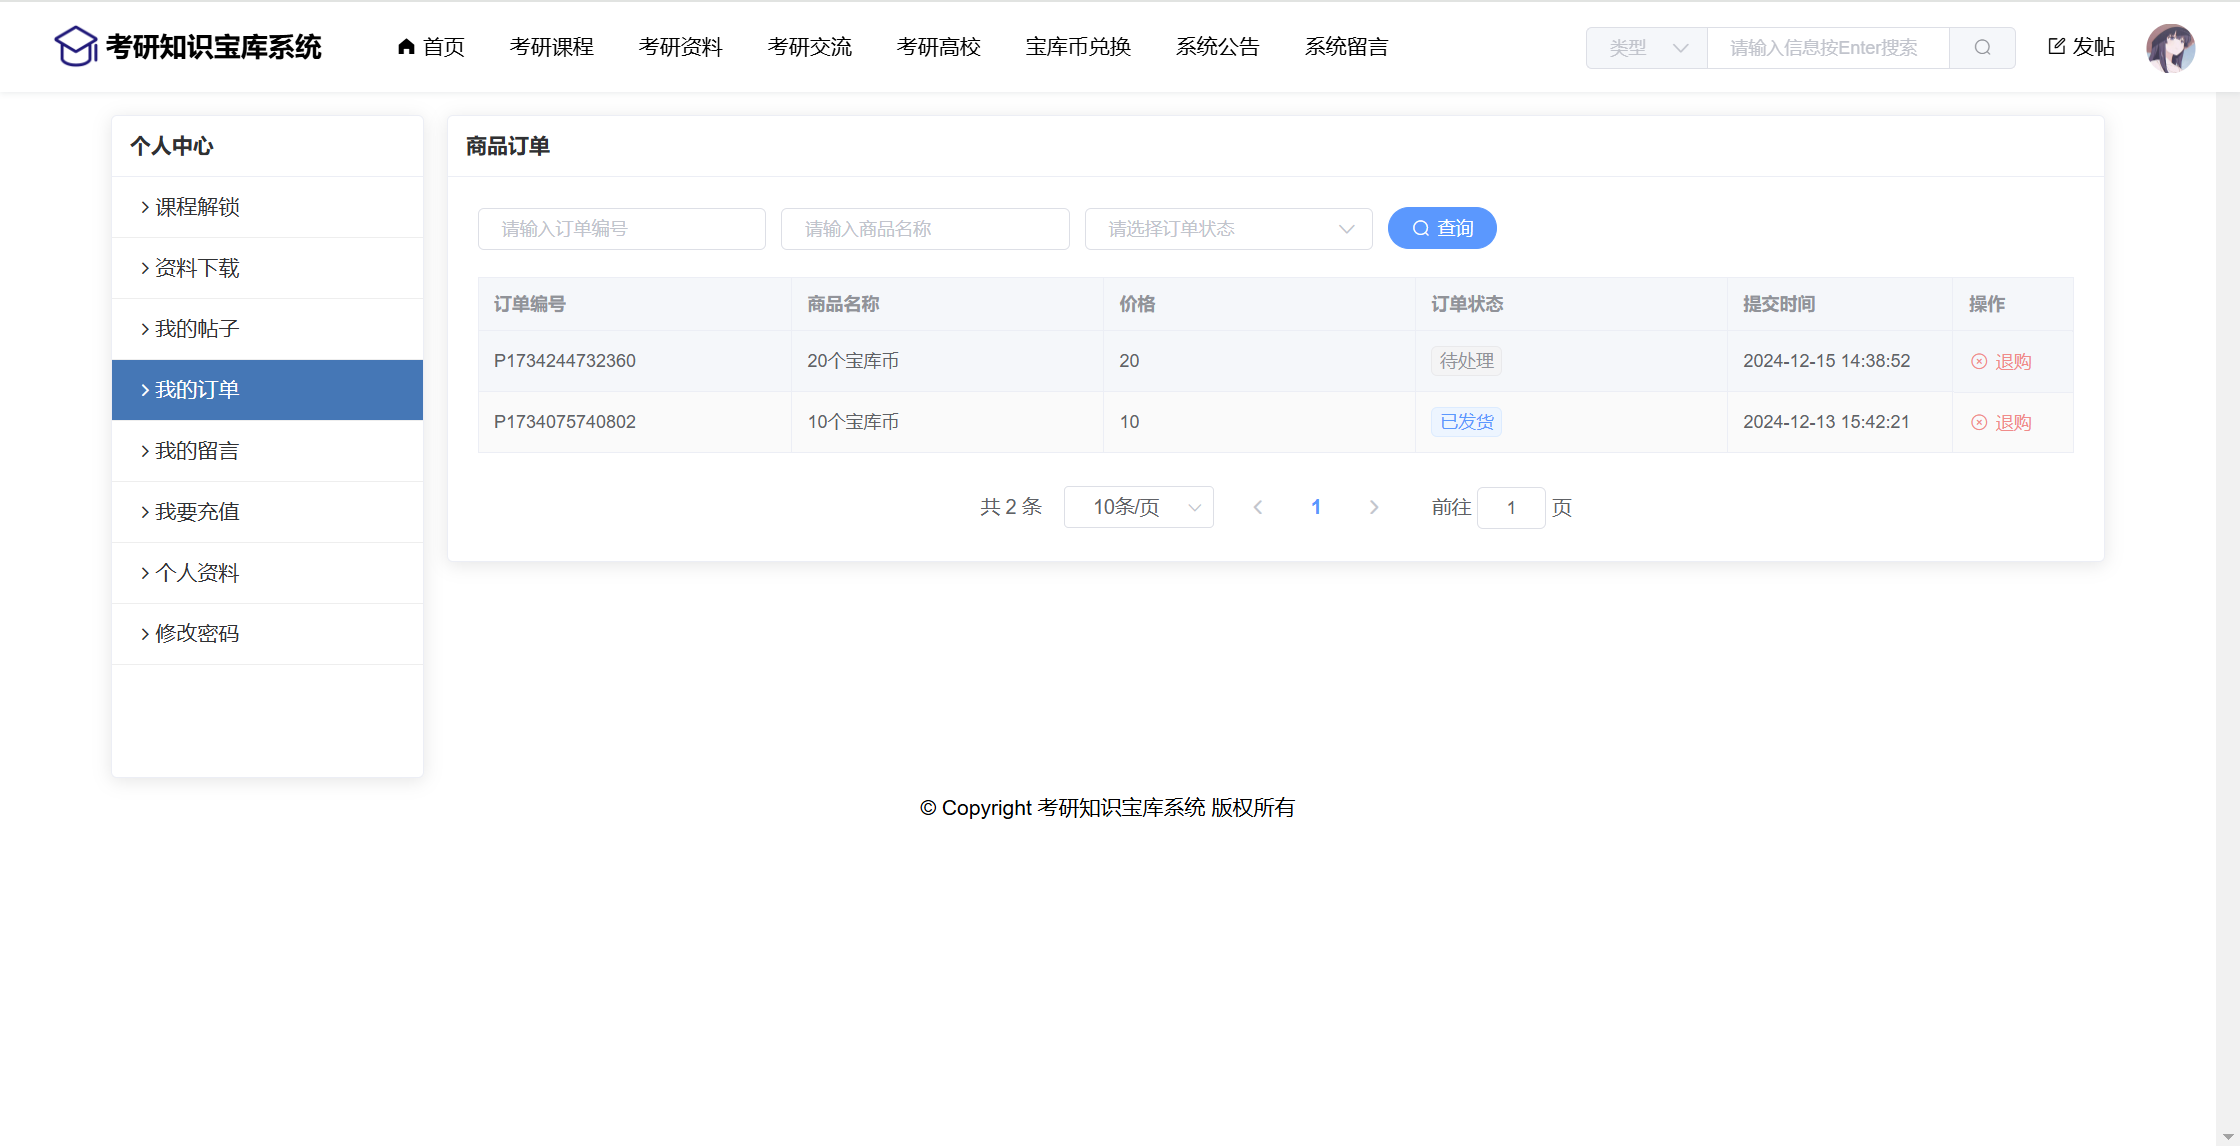 考研知识宝库系统 首页 考研课程 考研资料 考研交流 考研高校 宝库币兑换 系统公告 系统留言 类型 请输入信息按Enter搜索 发帖
个人中心
课程解锁
资料下载
我的帖子
我的订单
我的留言
我要充值
个人资料
修改密码
商品订单
请输入订单编号 请输入商品名称 请选择订单状态 查询
订单编号 商品名称 价格 订单状态 提交时间 操作
P1734244732360 20个宝库币 20 待处理 2024-12-15 14:38:52 退购
P1734075740802 10个宝库币 10 已发货 2024-12-13 15:42:21 退购
共 2 条 10条/页 1 前往 1 页
© Copyright 考研知识宝库系统 版权所有